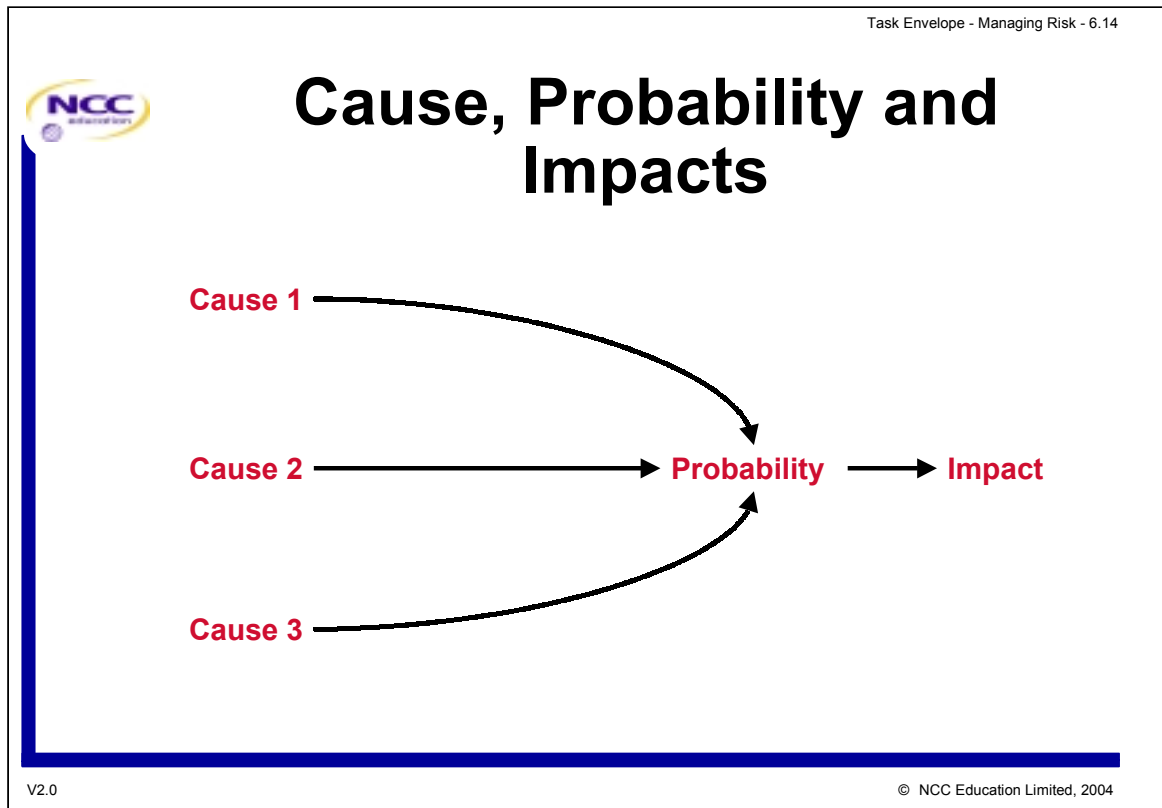 Task Envelope - Managing Risk - 6.14
NCC
education
Cause, Probability and
Impacts
Cause 1
Cause 2
Probability
Impact
Cause 3
V2.0
© NCC Education Limited, 2004